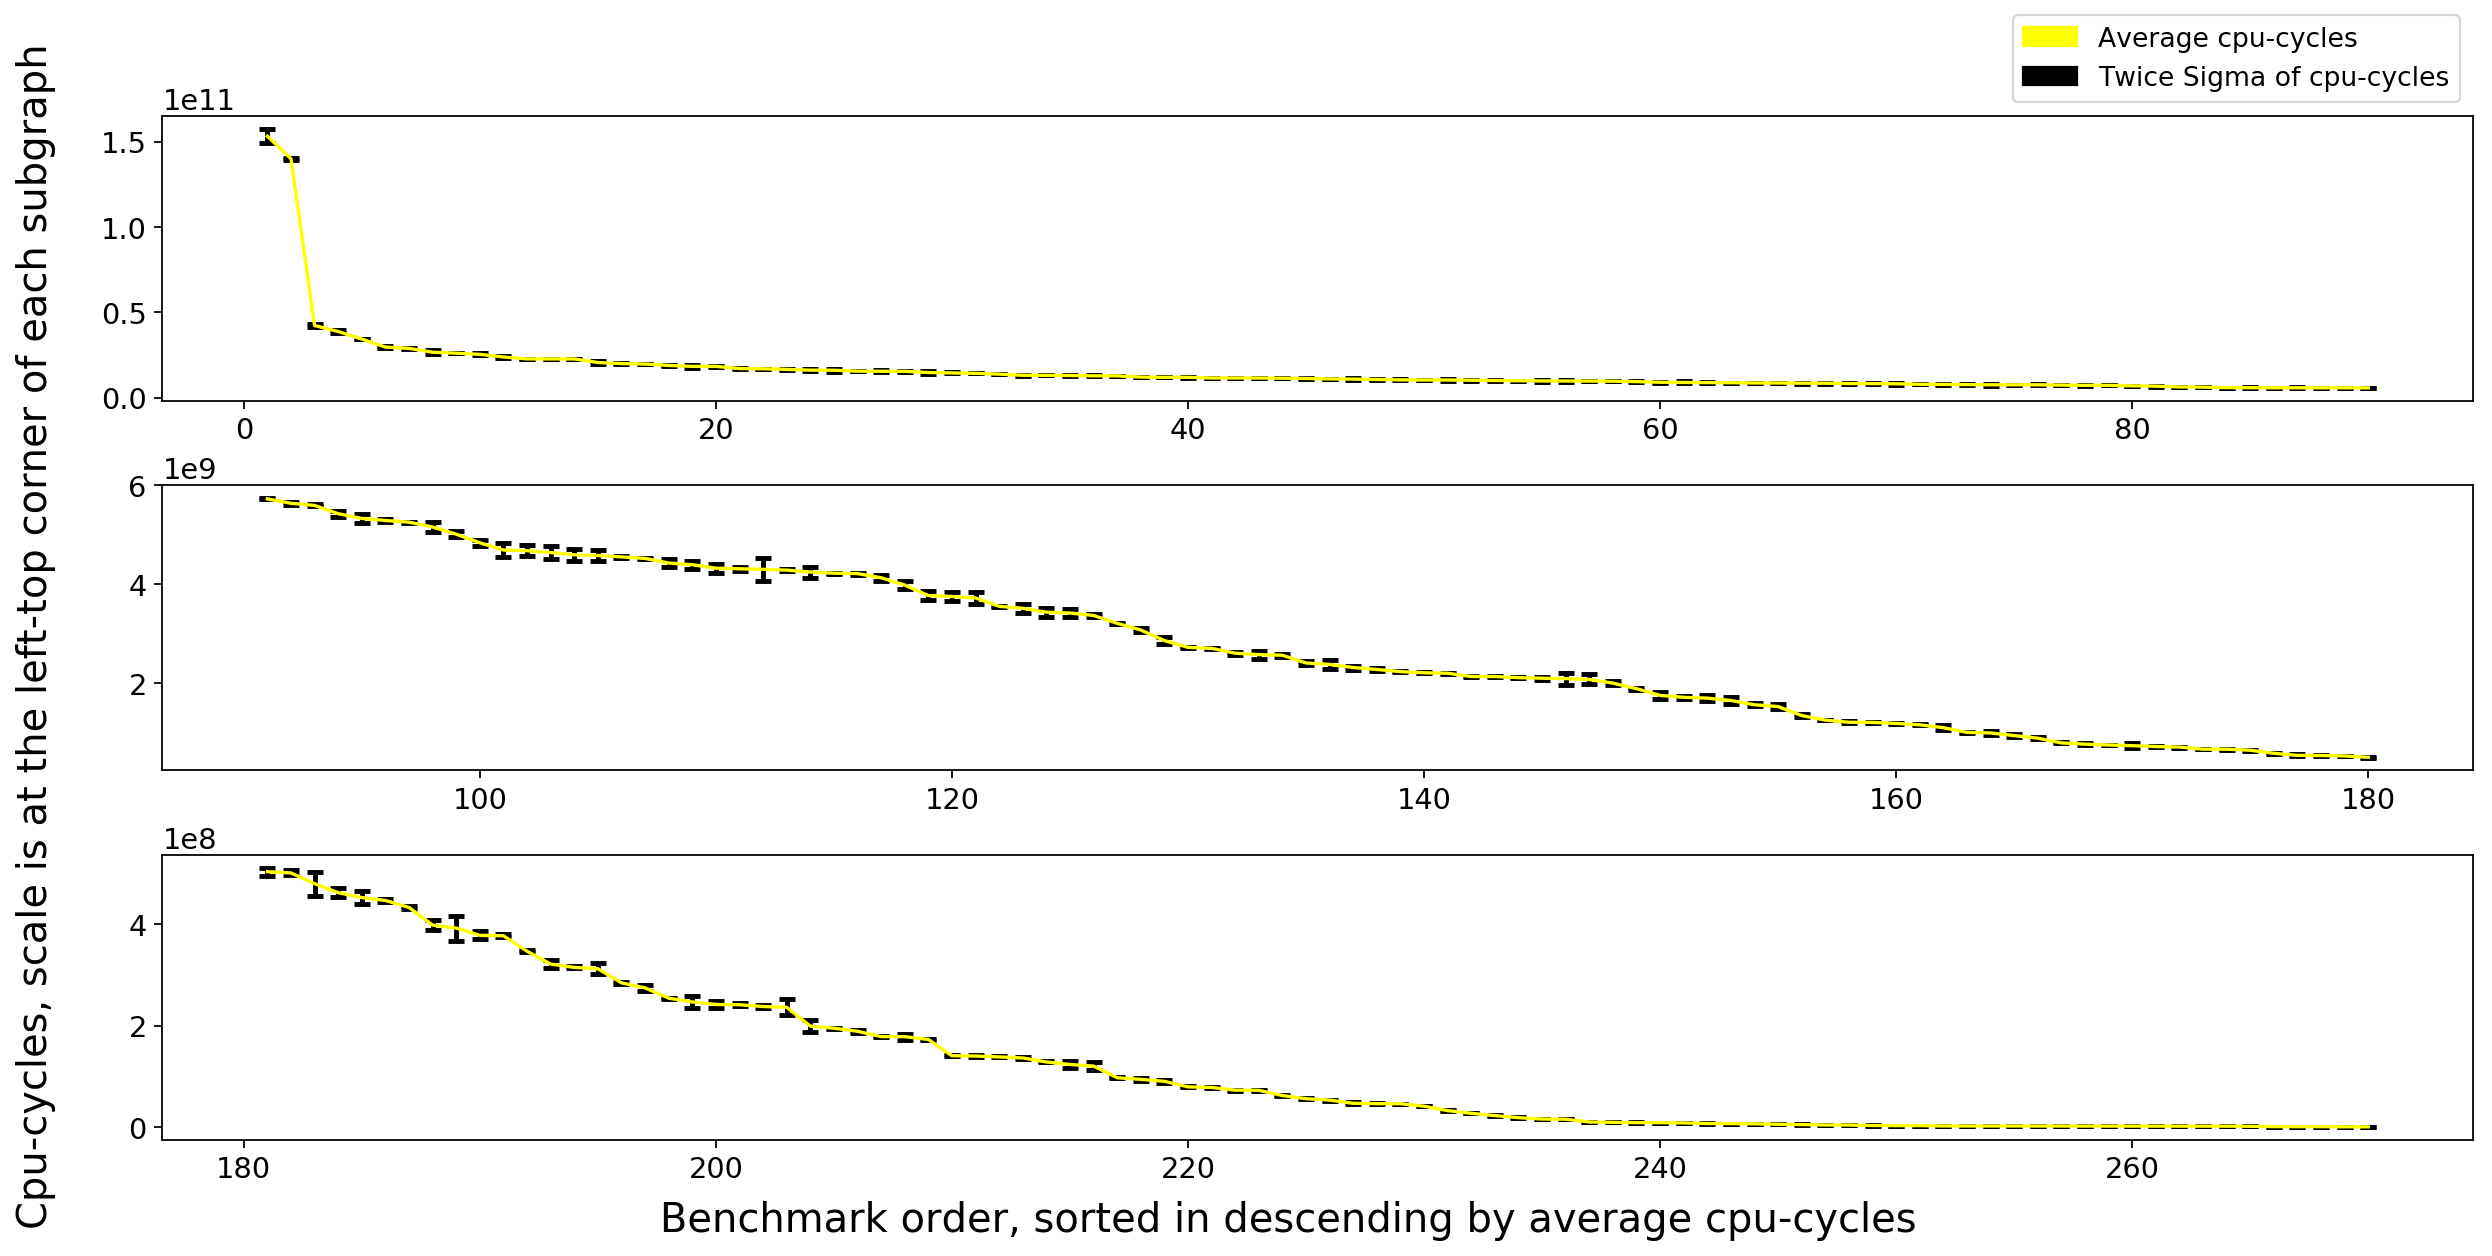 Average cpu-cycles
Twice Sigma of cpu-cycles
Cpu-cycles, scale is at the left-top corner of each subgraph
1e11
1.5
1.0
0.5
0.0
0 20 40 60 80
1e9
6
4
2
100 120 140 160 180
1e8
4
2
0
180 200 220 240 260
Benchmark order, sorted in descending by average cpu-cycles